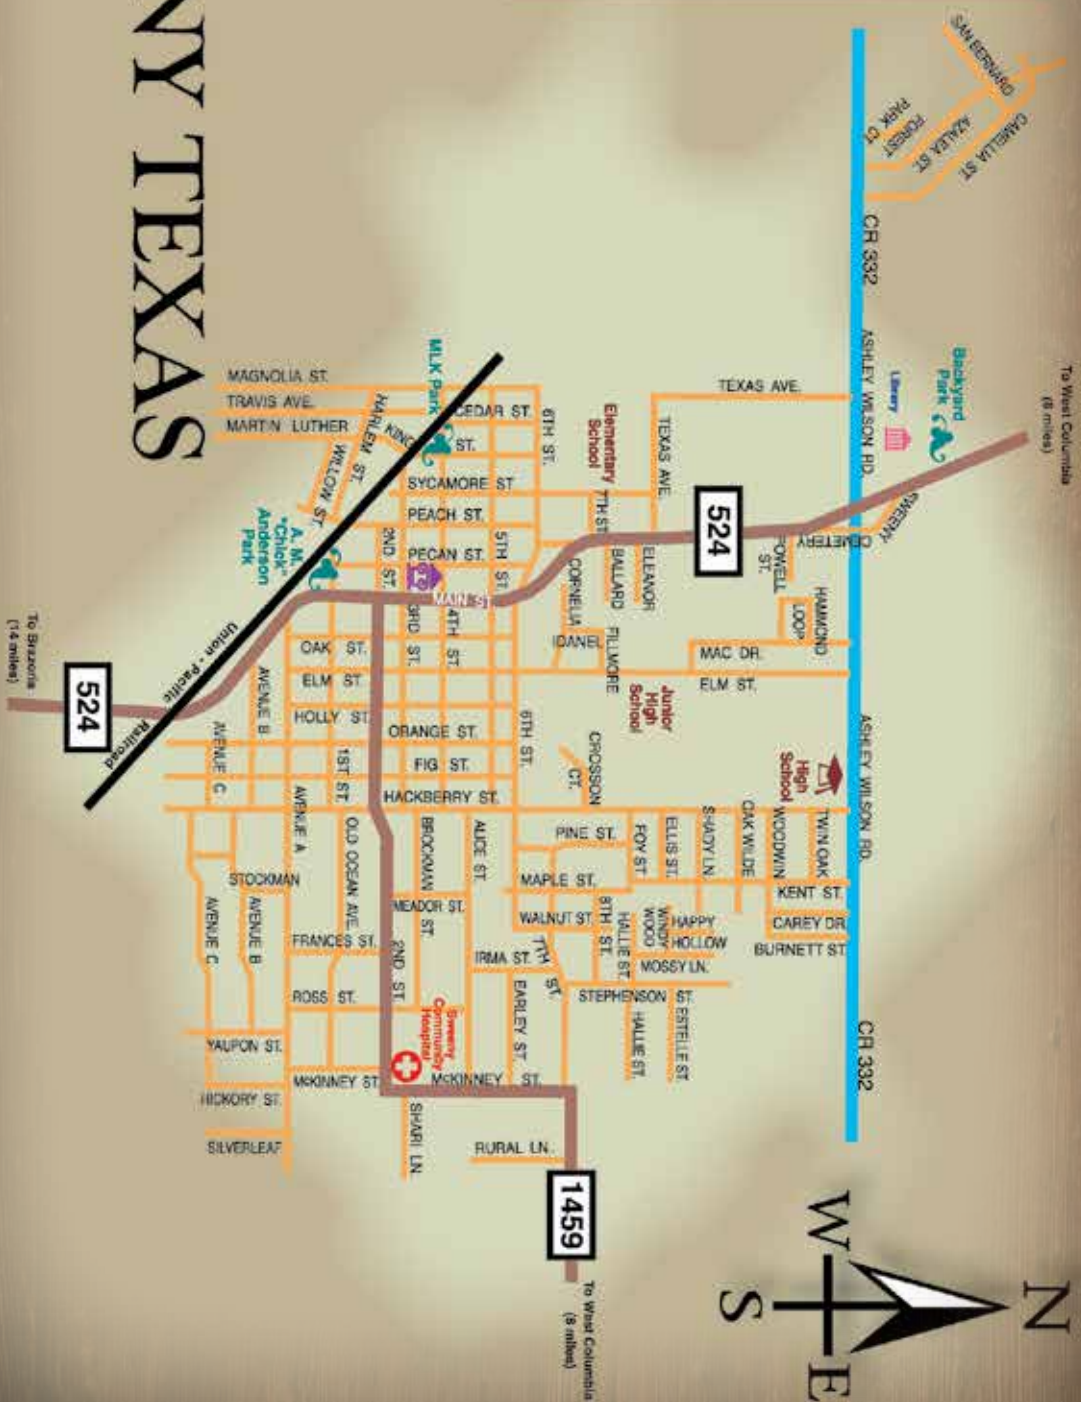 NY TEXAS
To West Columbia
(8 miles)
SAN BERNARD
CAMELLIA ST.
AZALEA ST.
FOREST
PARK CT.
CR 332
ASHLEY WILSON RD.
Backyard
Park
Library
SWEENY
CEMETERY
TEXAS AVE.
TEXAS AVE.
524
POWELL
ST.
HAMMOND
LOOP
MAC DR.
ELM ST.
ASHLEY WILSON RD.
CR 332
High
School
TWIN OAK
WOODWIN
OAK WILDE
SHADY LN.
ELLIS ST.
FOY ST.
KENT ST.
CAREY DR.
BURNETT ST.
HAPPY
HOLLOW
WINDY
WOOD
MOSSY LN.
HALLIE ST.
8TH ST.
STEPHENSON ST.
ESTELLE ST.
HALLIE ST.
Junior
High
School
Elementary
School
7TH ST.
BALLARD
ELEANOR
CORNELIA
IDANEL
FILLMORE
CROSSON
CT.
PINE ST.
MAPLE ST.
WALNUT ST.
7TH ST.
6TH ST.
6TH ST.
5TH ST.
4TH ST.
3RD ST.
2ND ST.
MAIN ST
MLK Park
MAGNOLIA ST.
TRAVIS AVE.
MARTIN LUTHER
KING
ST.
HARLEM ST.
WILLOW ST.
CEDAR ST.
SYCAMORE ST
PEACH ST.
PECAN ST.
A. M.
"Chick"
Anderson
Park
OAK ST.
ELM ST.
HOLLY ST.
ORANGE ST.
FIG ST.
HACKBERRY ST.
1ST ST.
AVENUE A
AVENUE B
AVENUE C
OLD OCEAN AVE.
BROCKMAN
ST.
ALICE ST.
STOCKMAN
MEADOR ST.
FRANCES ST.
IRMA ST.
EARLEY ST.
2ND ST.
AVENUE B
AVENUE C
ROSS ST.
YAUPON ST.
McKINNEY ST.
McKINNEY ST.
HICKORY ST.
SILVERLEAF
SHARI LN.
RURAL LN.
Sweeny
Community
Hospital
Union - Pacific
Railroad
524
To Brazoria
(14 miles)
1459
To West Columbia
(8 miles)
N
W
E
S